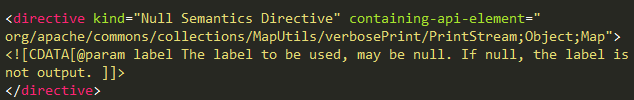 <directive kind="Null Semantics Directive" containing-api-element="
org/apache/commons/collections/MapUtils/verbosePrint/PrintStream;Object;Map">
<![CDATA[@param label The label to be used, may be null. If null, the label is
not output. ]]>
</directive>